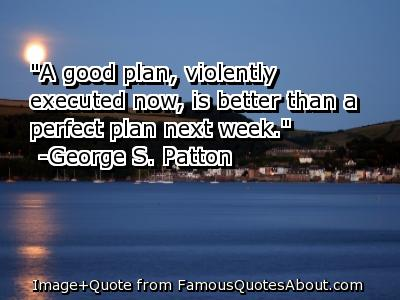 "A good plan, violently
executed now, is better than a
perfect plan next week."
-George S. Patton
Image+Quote from FamousQuotesAbout.com